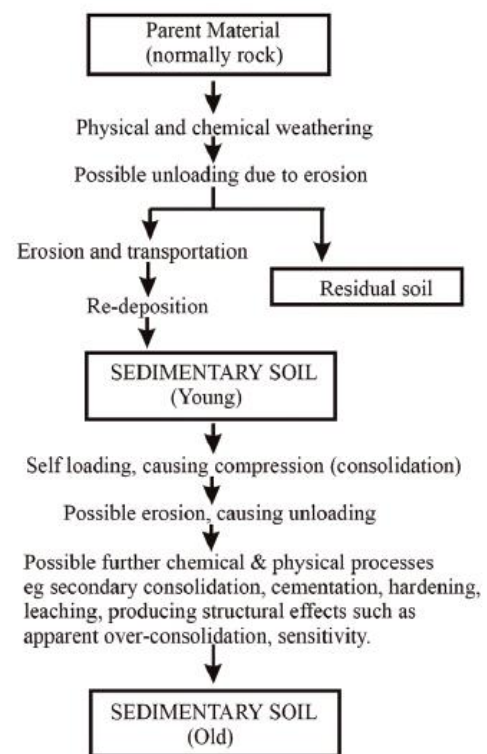 Parent Material
(normally rock)
Physical and chemical weathering
Possible unloading due to erosion
Erosion and transportation
Residual soil
Re-deposition
SEDIMENTARY SOIL
(Young)
Self loading, causing compression (consolidation)
Possible erosion, causing unloading
Possible further chemical & physical processes
eg secondary consolidation, cementation, hardening,
leaching, producing structural effects such as
apparent over-consolidation, sensitivity.
SEDIMENTARY SOIL
(Old)